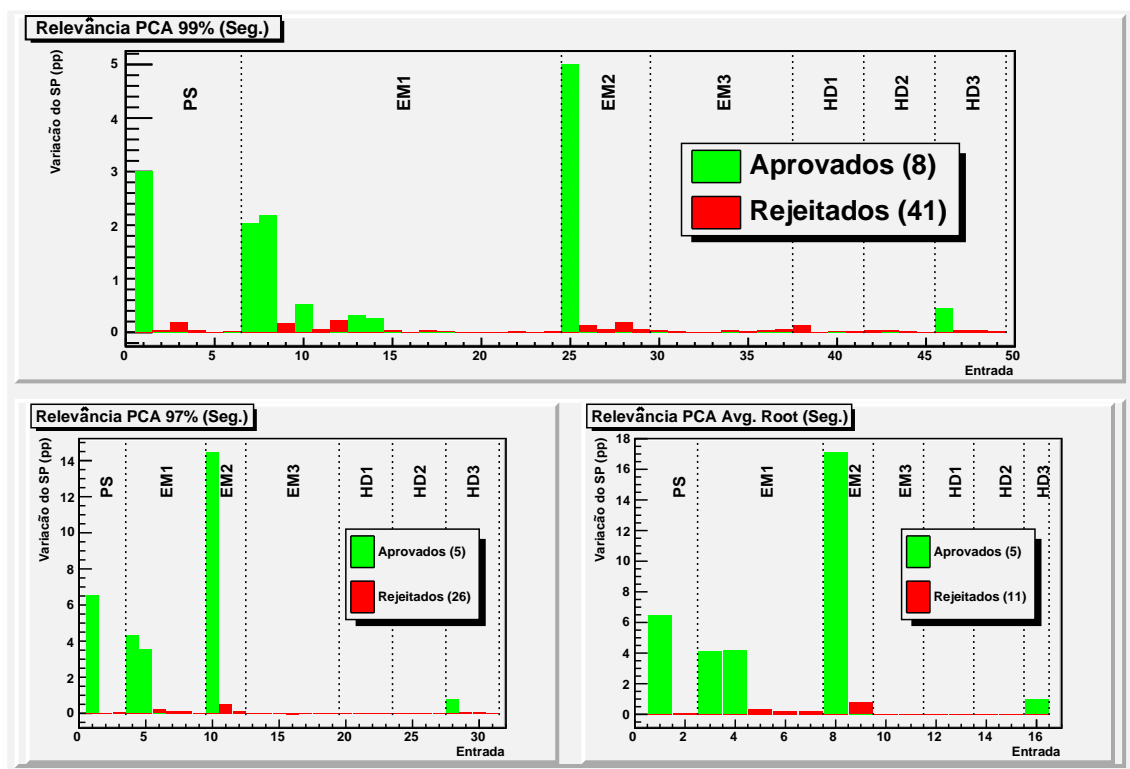 Relevância PCA 99% (Seg.)
Variacão do SP (pp)
5
4
3
2
1
0
PS
EM1
EM2
EM3
HD1
HD2
HD3
Aprovados (8)
Rejeitados (41)
0 5 10 15 20 25 30 35 40 45 50
Entrada
Relevância PCA 97% (Seg.)
Variacão do SP (pp)
14
12
10
8
6
4
2
0
PS
EM1
EM2
EM3
HD1
HD2
HD3
Aprovados (5)
Rejeitados (26)
0 5 10 15 20 25 30
Entrada
Relevância PCA Avg. Root (Seg.)
Variacão do SP (pp)
18
16
14
12
10
8
6
4
2
0
PS
EM1
EM2
EM3
HD1
HD2
HD3
Aprovados (5)
Rejeitados (11)
0 2 4 6 8 10 12 14 16
Entrada